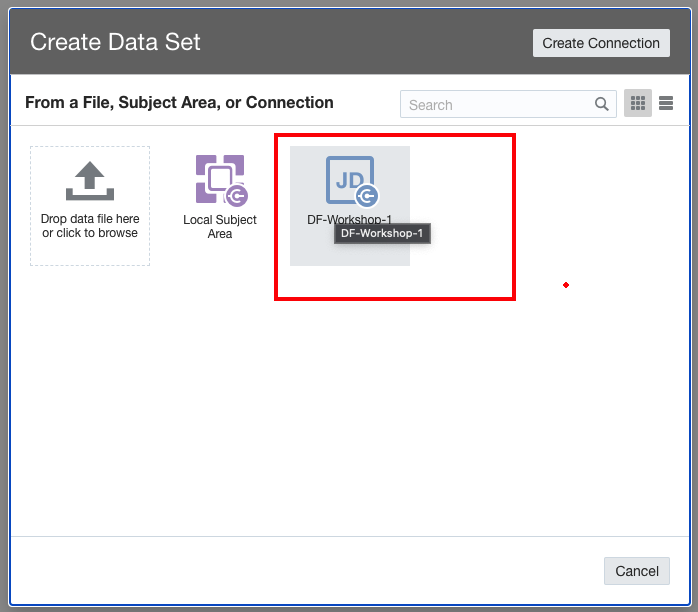 Create Data Set
Create Connection
From a File, Subject Area, or Connection
Search
Drop data file here
or click to browse
Local Subject
Area
JD
DF-Workshop-1
DF-Workshop-1
Cancel